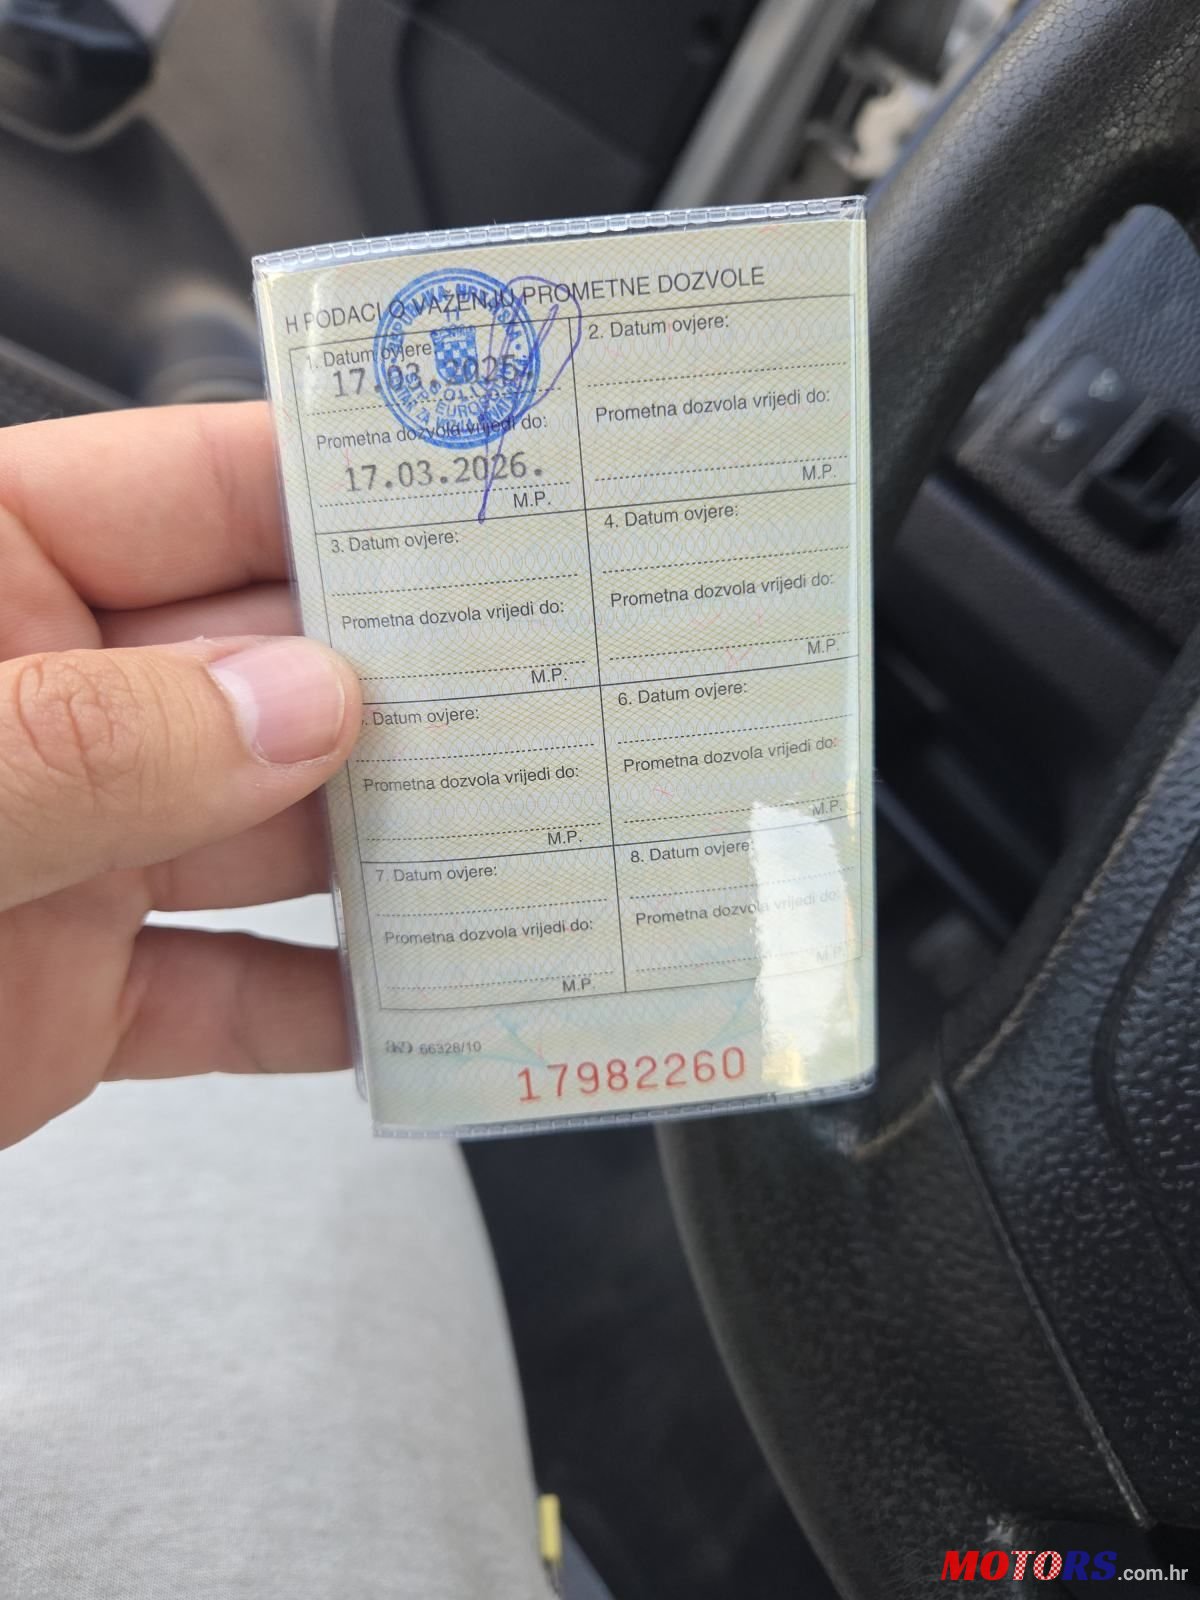 H PODACI O VAŽENJU PROMETNE DOZVOLE
1. Datum ovjere:
17.03.2025.
Prometna dozvola vrijedi do:
17.03.2026.
M.P.
2. Datum ovjere:
Prometna dozvola vrijedi do:
M.P.
3. Datum ovjere:
Prometna dozvola vrijedi do:
M.P.
4. Datum ovjere:
Prometna dozvola vrijedi do:
M.P.
. Datum ovjere:
Prometna dozvola vrijedi do:
M.P.
6. Datum ovjere:
Prometna dozvola vrijedi do:
M.P.
7. Datum ovjere:
Prometna dozvola vrijedi do:
M.P.
8. Datum ovjere:
Prometna dozvola vrijedi do:
M.P.
AKD 66328/10
17982260
MOTORS.com.hr